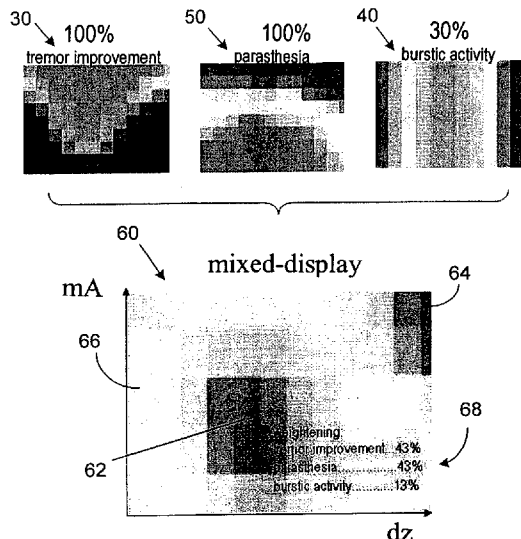 30 100% 50 100% 40 30%
tremor improvement parasthesia burstic activity
60 mixed-display 64
mA
66
68
tremor improvement...43%
62 parasthesia..............43%
burstic activity...........13%
dz